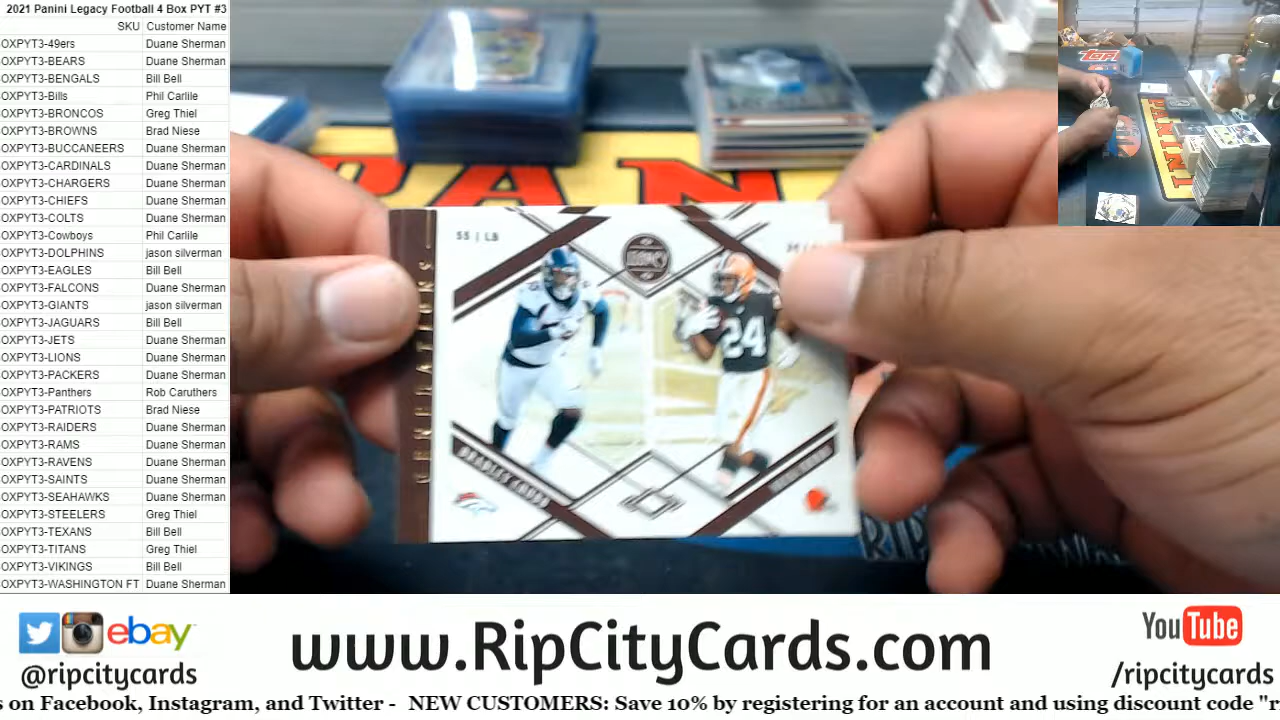 2021 Panini Legacy Football 4 Box PYT #3
SKU Customer Name
OXPYT3-49ers Duane Sherman
OXPYT3-BEARS Duane Sherman
OXPYT3-BENGALS Bill Bell
OXPYT3-Bills Phil Carlile
OXPYT3-BRONCOS Greg Thiel
OXPYT3-BROWNS Brad Niese
OXPYT3-BUCCANEERS Duane Sherman
OXPYT3-CARDINALS Duane Sherman
OXPYT3-CHARGERS Duane Sherman
OXPYT3-CHIEFS Duane Sherman
OXPYT3-COLTS Duane Sherman
OXPYT3-Cowboys Phil Carlile
OXPYT3-DOLPHINS jason silverman
OXPYT3-EAGLES Bill Bell
OXPYT3-FALCONS Duane Sherman
OXPYT3-GIANTS jason silverman
OXPYT3-JAGUARS Bill Bell
OXPYT3-JETS Duane Sherman
OXPYT3-LIONS Duane Sherman
OXPYT3-PACKERS Duane Sherman
OXPYT3-Panthers Rob Caruthers
OXPYT3-PATRIOTS Brad Niese
OXPYT3-RAIDERS Duane Sherman
OXPYT3-RAMS Duane Sherman
OXPYT3-RAVENS Duane Sherman
OXPYT3-SAINTS Duane Sherman
OXPYT3-SEAHAWKS Duane Sherman
OXPYT3-STEELERS Greg Thiel
OXPYT3-TEXANS Bill Bell
OXPYT3-TITANS Greg Thiel
OXPYT3-VIKINGS Bill Bell
OXPYT3-WASHINGTON FT Duane Sherman
PANINI
55 | LB
LEGACY
24
BRADLEY CHUBB
PANINI
ebay
@ripcitycards
www.RipCityCards.com
YouTube
/ripcitycards
s on Facebook, Instagram, and Twitter - NEW CUSTOMERS: Save 10% by registering for an account and using discount code "r